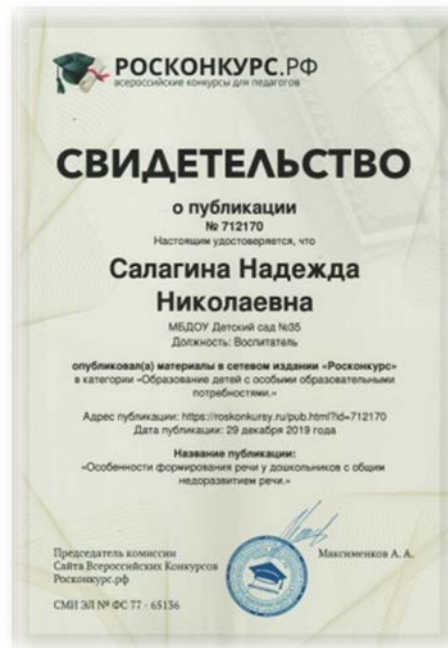 РОСКОНКУРС.РФ
всероссийские конкурсы для педагогов
СВИДЕТЕЛЬСТВО
о публикации
№ 712170
Настоящим удостоверяется, что
Салагина Надежда
Николаевна
МБДОУ Детский сад №35
Должность: Воспитатель
опубликовал(а) материалы в сетевом издании «Росконкурс»
в категории «Образование детей с особыми образовательными
потребностями.»
Адрес публикации: https://roskonkursy.ru/pub.html?id=712170
Дата публикации: 29 декабря 2019 года
Название публикации:
«Особенности формирования речи у дошкольников с общим
недоразвитием речи.»
Председатель комиссии
Сайта Всероссийских Конкурсов
Росконкурс.рф
Максименков А. А.
СМИ ЭЛ № ФС 77 - 65136